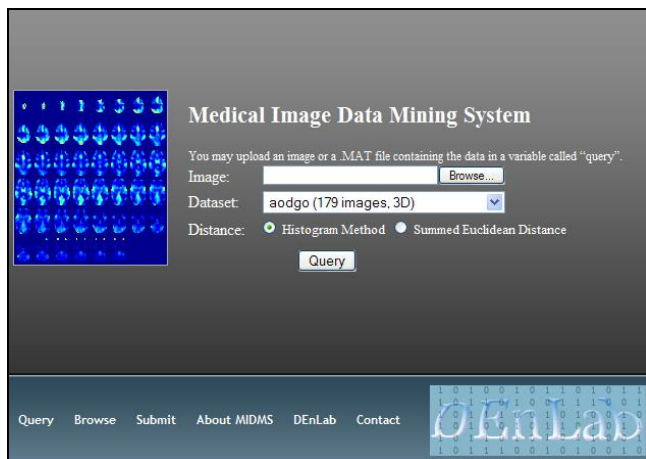 Medical Image Data Mining System
You may upload an image or a .MAT file containing the data in a variable called “query”.
Image: Browse...
Dataset: aodgo (179 images, 3D)
Distance: Histogram Method Summed Euclidean Distance
Query
Query Browse Submit About MIDMS DEnLab Contact
DEnLab